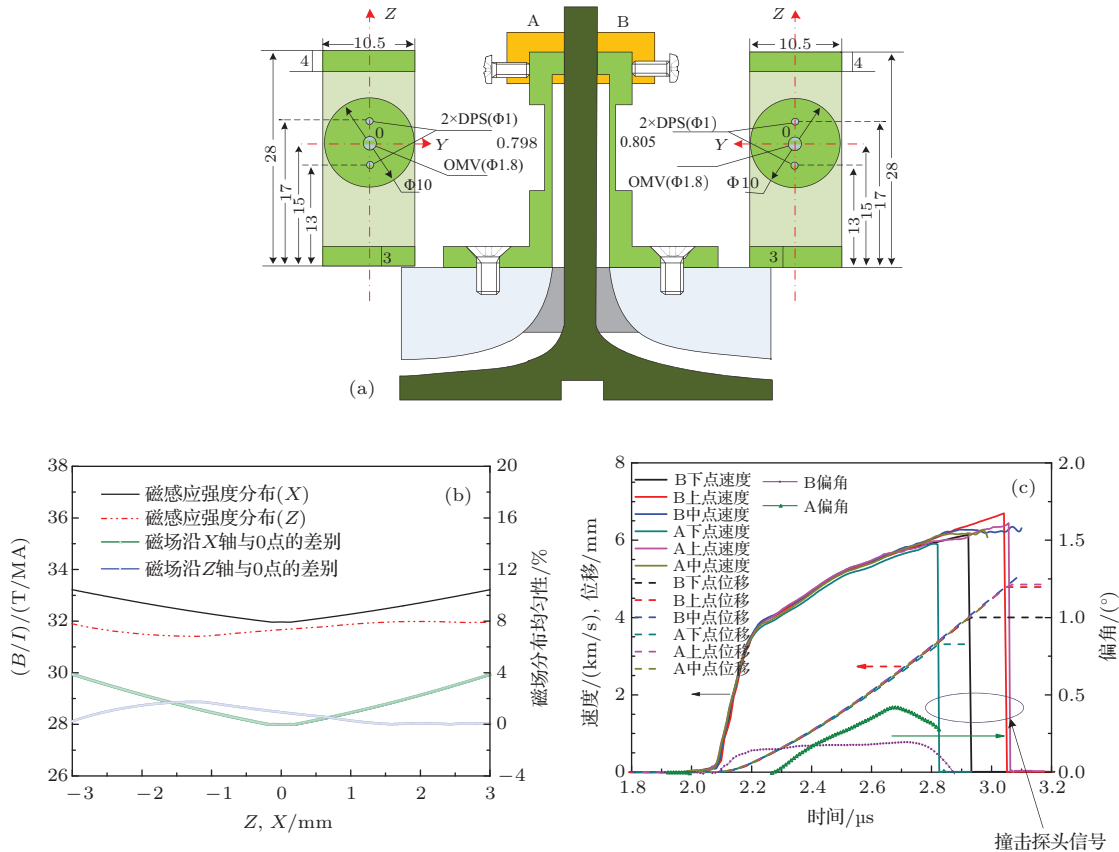 A
B
Z
10.5
4
28
17
15
13
3
0
Y
2×DPS(Φ1)
OMV(Φ1.8)
Φ10
0.798
0.805
Z
10.5
4
2×DPS(Φ1)
0
Y
OMV(Φ1.8)
Φ10
13
15
17
28
3
(a)
(b)
磁感应强度分布(X)
磁感应强度分布(Z)
磁场沿X轴与0点的差别
磁场沿Z轴与0点的差别
(B/I)/(T/MA)
38
36
34
32
30
28
26
磁场分布均匀性/%
20
16
12
8
4
0
−4
−3 −2 −1 0 1 2 3
Z, X/mm
(c)
B下点速度
B上点速度
B中点速度
A下点速度
A上点速度
A中点速度
B下点位移
B上点位移
B中点位移
A下点位移
A上点位移
A中点位移
B偏角
A偏角
速度/(km/s), 位移/mm
8
6
4
2
0
偏角/(°)
2.0
1.5
1.0
0.5
0.0
1.8 2.0 2.2 2.4 2.6 2.8 3.0 3.2
时间/µs
撞击探头信号